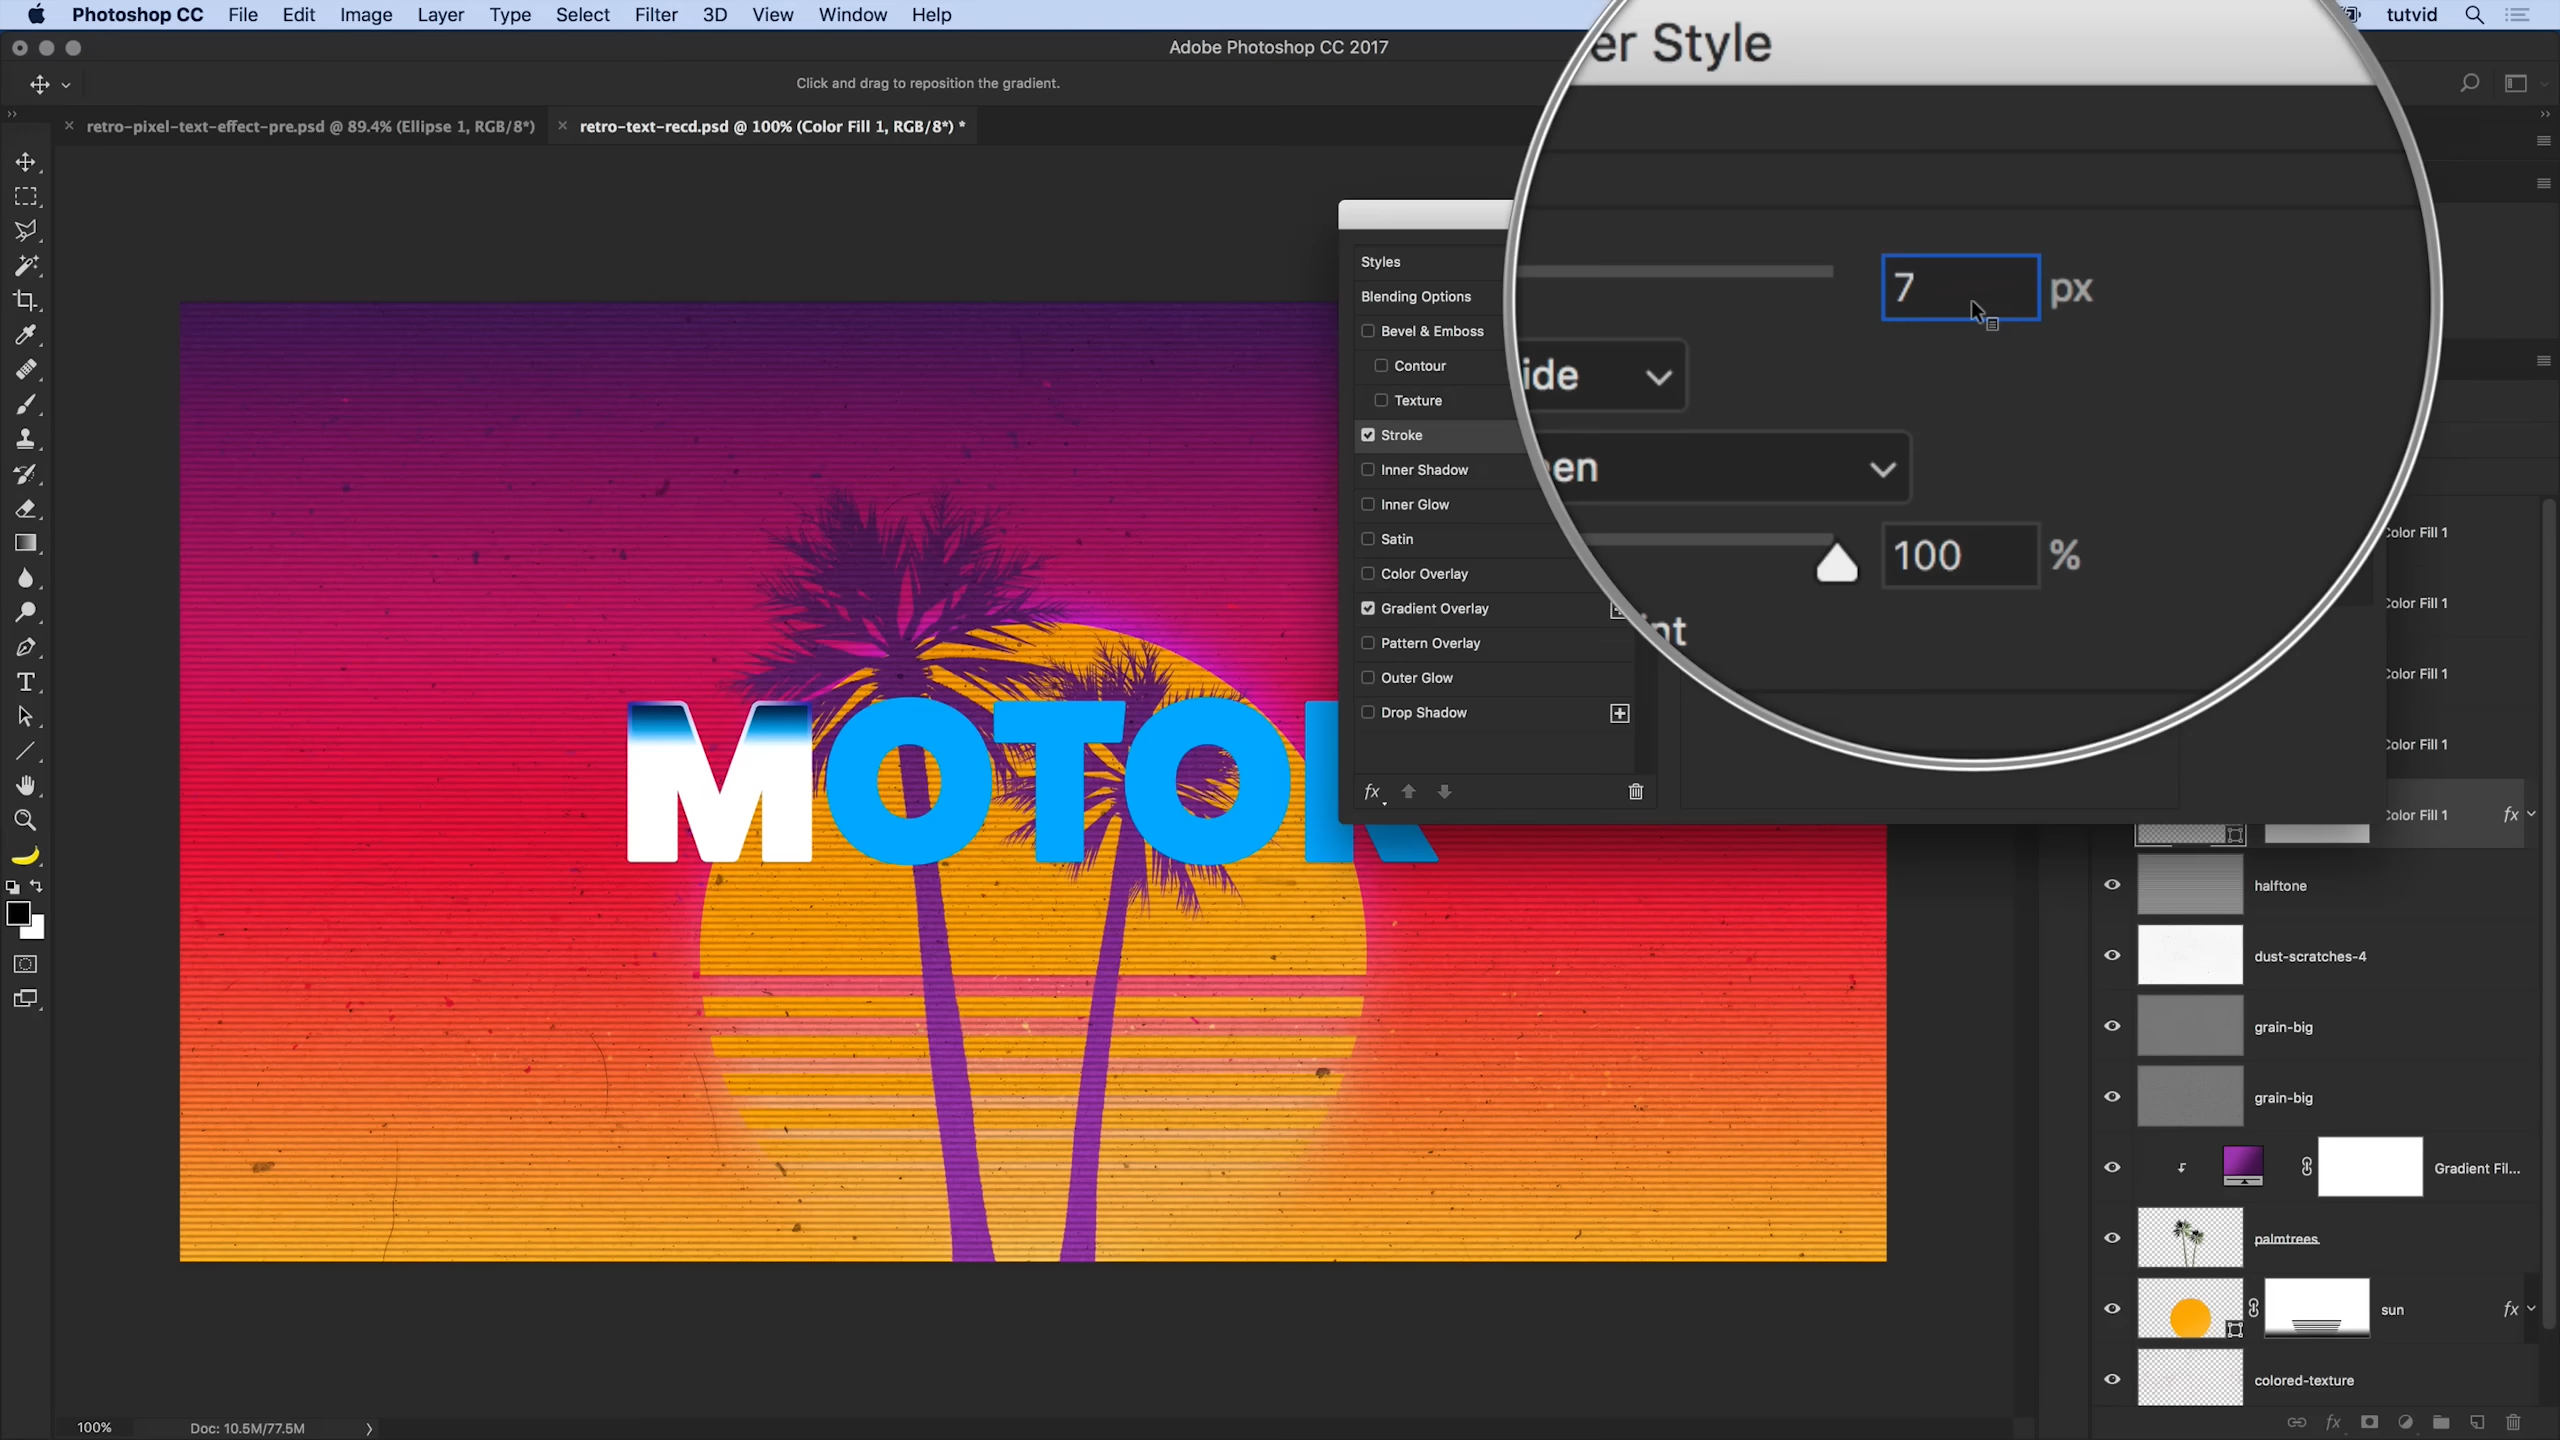 Photoshop CC File Edit Image Layer Type Select Filter 3D View Window Help tutvid
Adobe Photoshop CC 2017
Click and drag to reposition the gradient.
retro-pixel-text-effect-pre.psd @ 89.4% (Ellipse 1, RGB/8*)
retro-text-recd.psd @ 100% (Color Fill 1, RGB/8*) *
er Style
7 px
ide
een
100 %
nt
Styles
Blending Options
Bevel & Emboss
Contour
Texture
Stroke
Inner Shadow
Inner Glow
Satin
Color Overlay
Gradient Overlay
Pattern Overlay
Outer Glow
Drop Shadow
fx
MOTOR
Color Fill 1
Color Fill 1
Color Fill 1
Color Fill 1
Color Fill 1 fx
halftone
dust-scratches-4
grain-big
grain-big
Gradient Fil...
palmtrees
sun fx
colored-texture
fx
100% Doc: 10.5M/77.5M